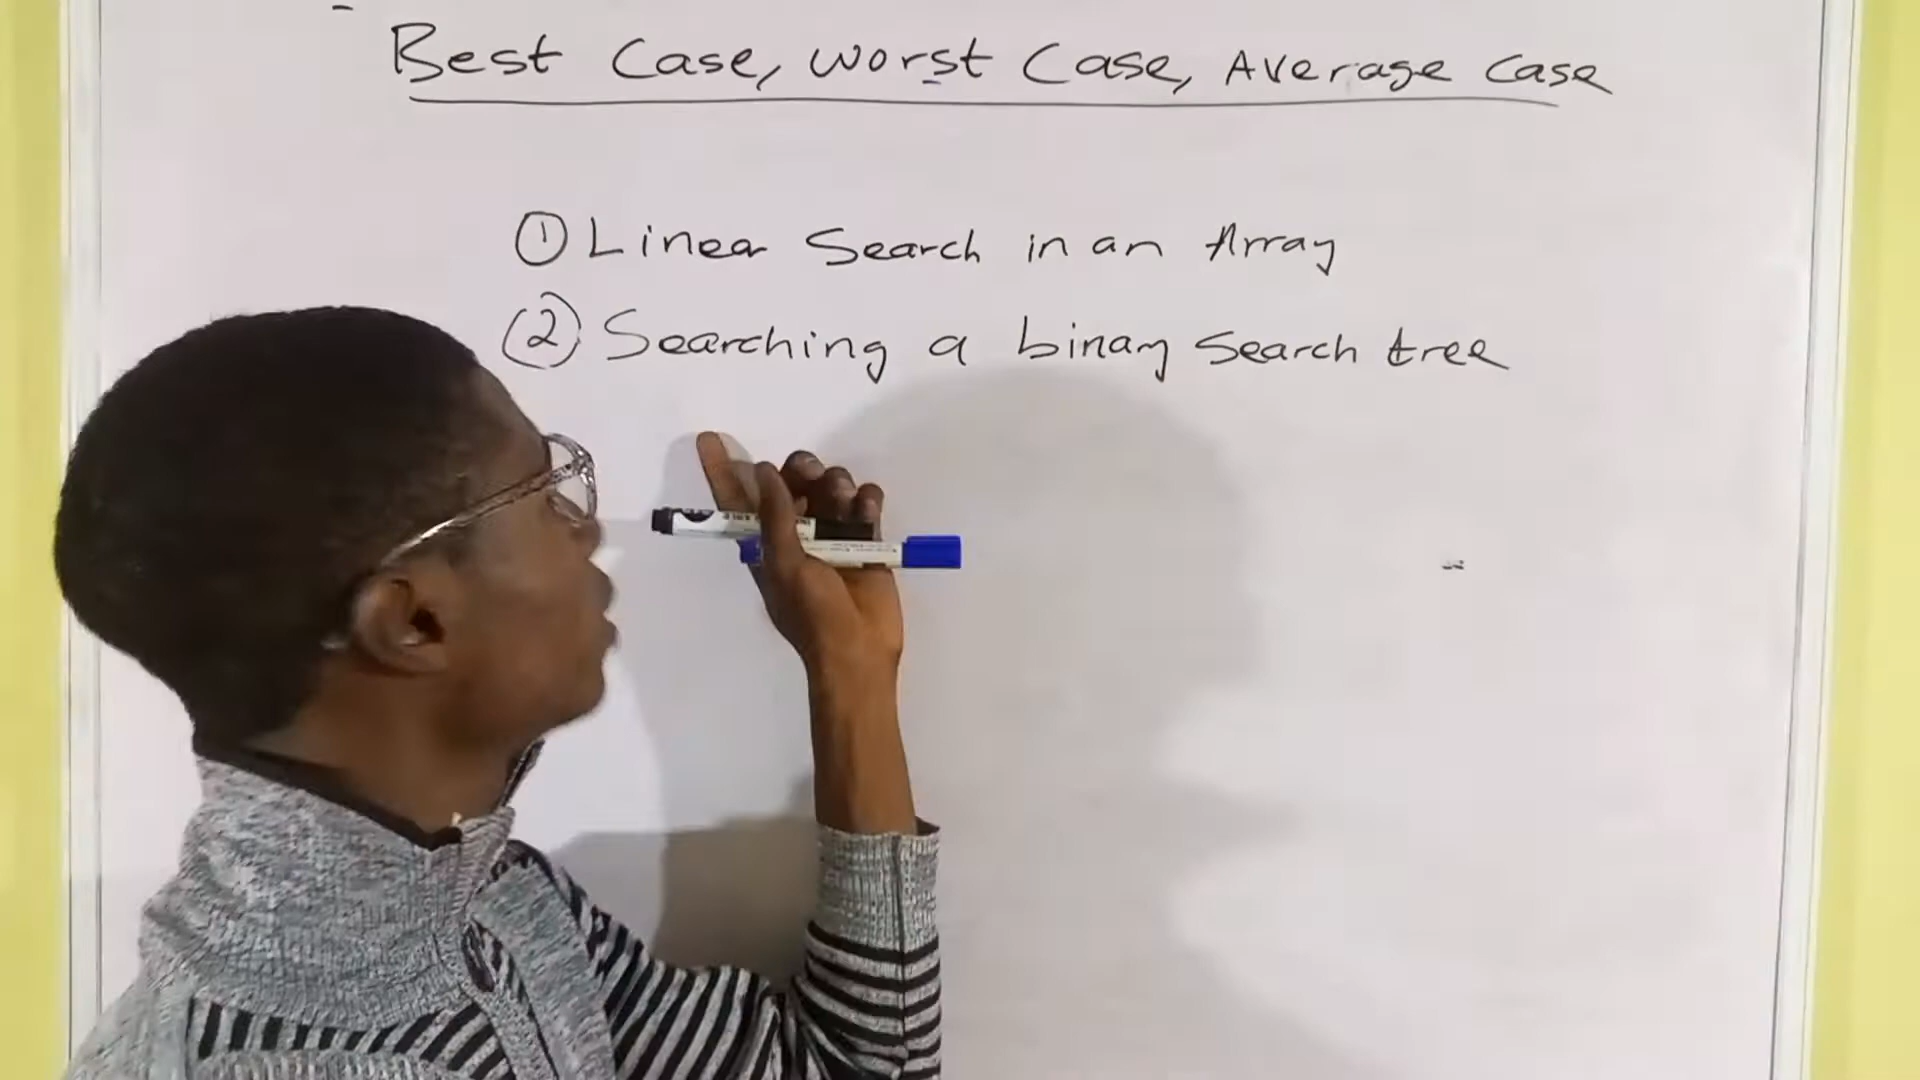 Best Case, Worst Case, Average Case
① Linear Search in an Array
② Searching a binary Search tree